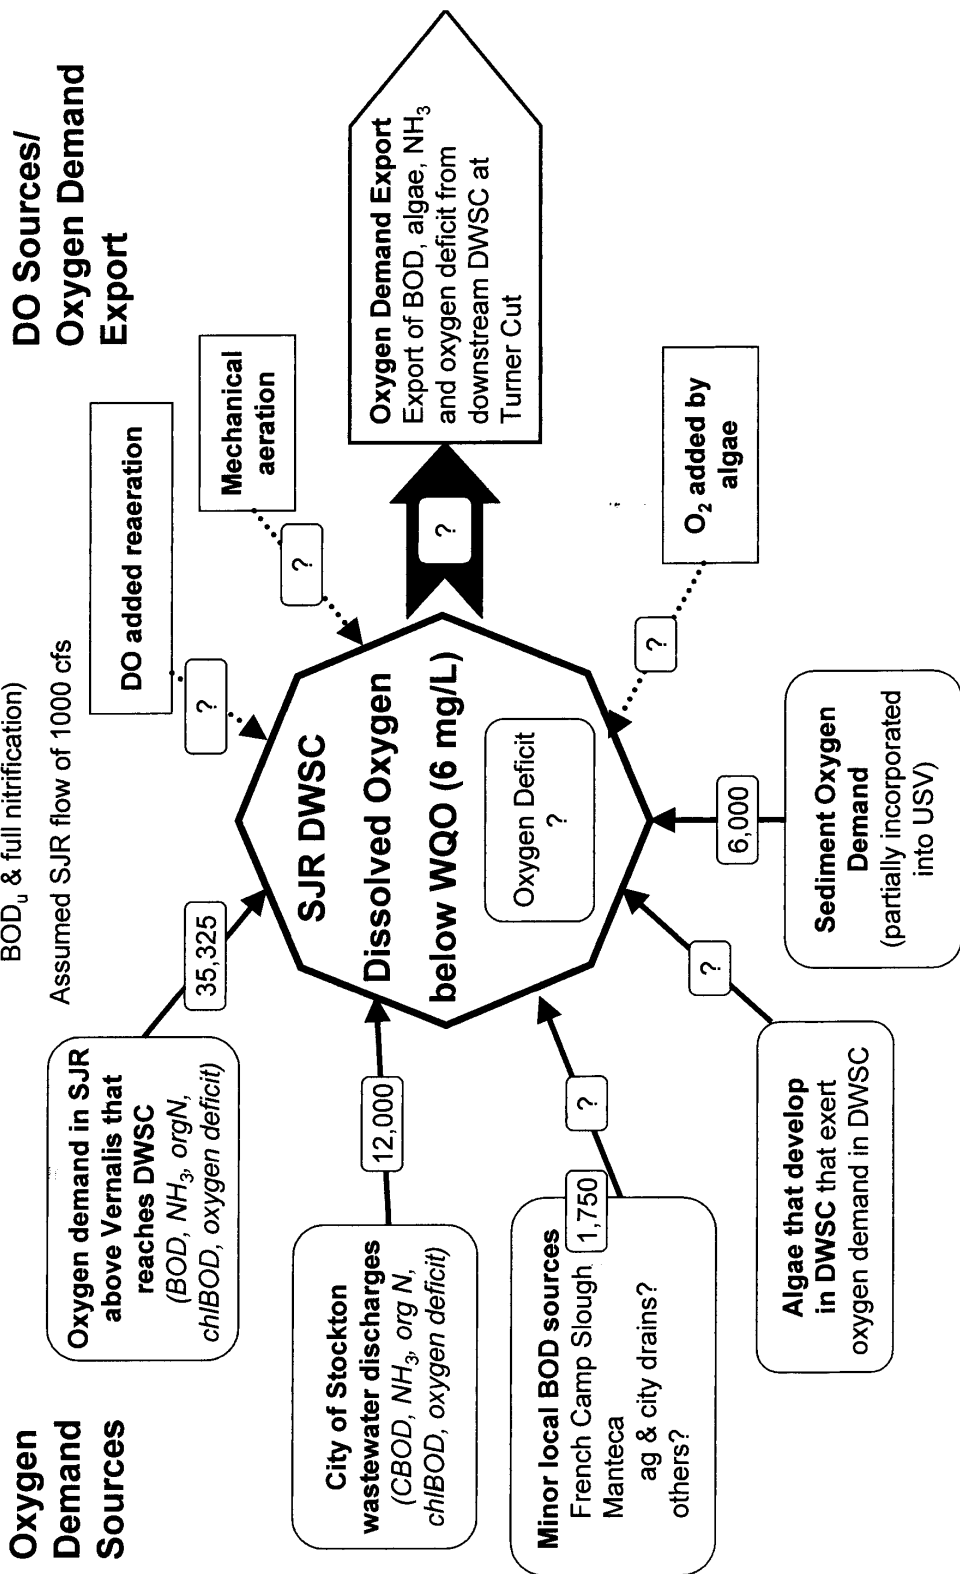 BOD_u & full nitrification)
Assumed SJR flow of 1000 cfs
Oxygen
Demand
Sources
DO Sources/
Oxygen Demand
Export
Oxygen demand in SJR
above Vernalis that
reaches DWSC
(BOD, NH₃, orgN,
chlBOD, oxygen deficit)
35,325
City of Stockton
wastewater discharges
(CBOD, NH₃, org N,
chlBOD, oxygen deficit)
12,000
Minor local BOD sources
French Camp Slough
1,750
Manteca
ag & city drains?
others?
?
Algae that develop
in DWSC that exert
oxygen demand in DWSC
?
Sediment Oxygen
Demand
(partially incorporated
into USV)
6,000
SJR DWSC
Dissolved Oxygen
below WQO (6 mg/L)
Oxygen Deficit
?
DO added reaeration
?
Mechanical
aeration
?
?
Oxygen Demand Export
Export of BOD, algae, NH₃
and oxygen deficit from
downstream DWSC at
Turner Cut
O₂ added by
algae
?